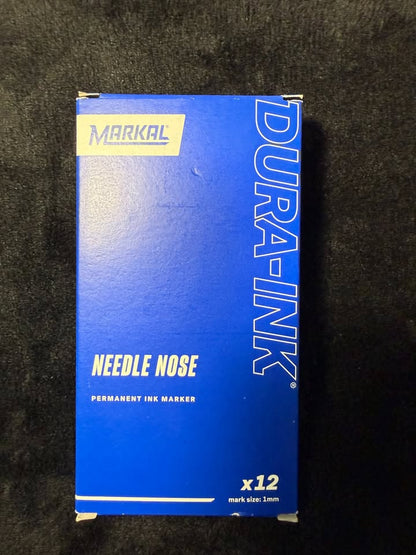 MARKAL®
DURA-INK®
NEEDLE NOSE
PERMANENT INK MARKER
x12
mark size: 1mm